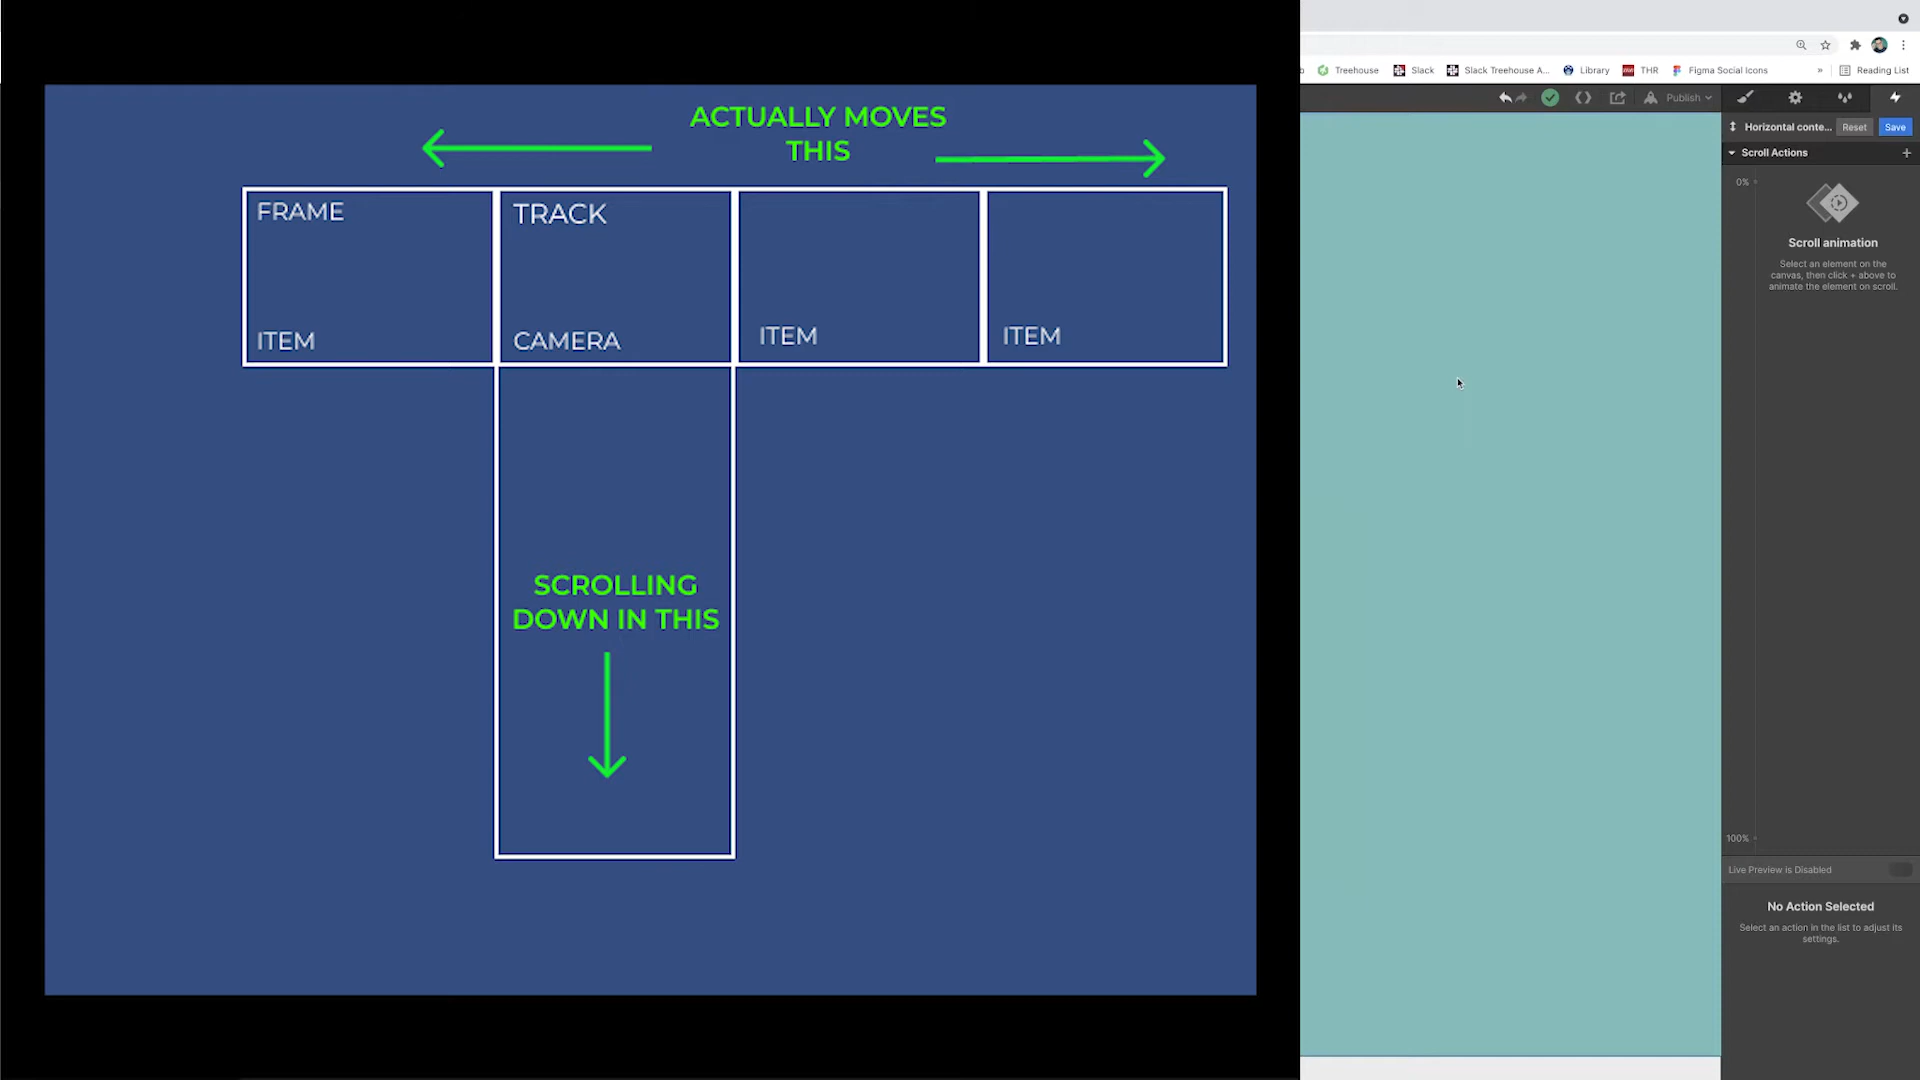 ACTUALLY MOVES
THIS
FRAME
TRACK
ITEM
CAMERA
ITEM
ITEM
SCROLLING
DOWN IN THIS
b
Treehouse
Slack
Slack Treehouse A...
Library
THR
Figma Social Icons
»
Reading List
Publish
Horizontal conte...
Reset
Save
Scroll Actions
0%
Scroll animation
Select an element on the
canvas, then click + above to
animate the element on scroll.
100%
Live Preview is Disabled
No Action Selected
Select an action in the list to adjust its
settings.